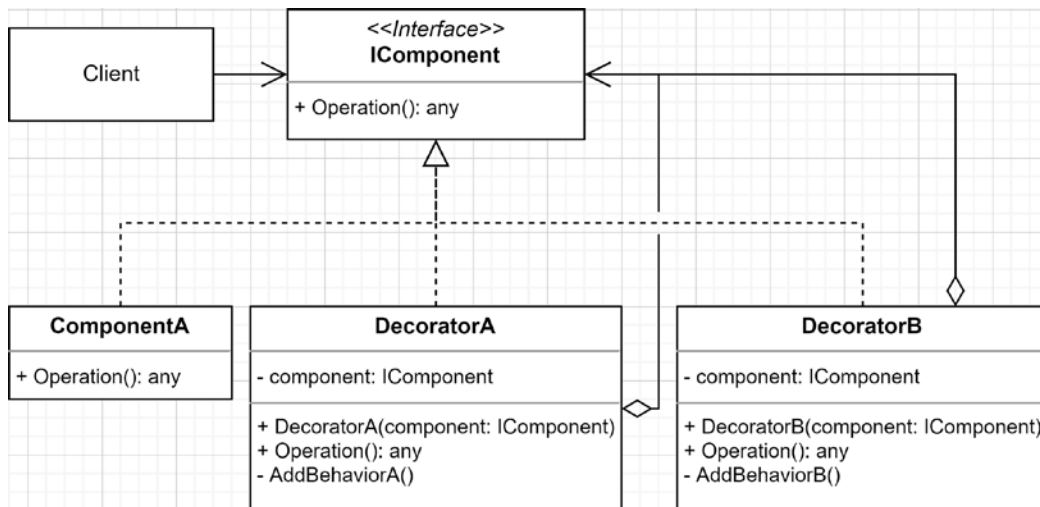 Client
<<Interface>>
IComponent
+ Operation(): any
ComponentA
+ Operation(): any
DecoratorA
- component: IComponent
+ DecoratorA(component: IComponent)
+ Operation(): any
- AddBehaviorA()
DecoratorB
- component: IComponent
+ DecoratorB(component: IComponent)
+ Operation(): any
- AddBehaviorB()